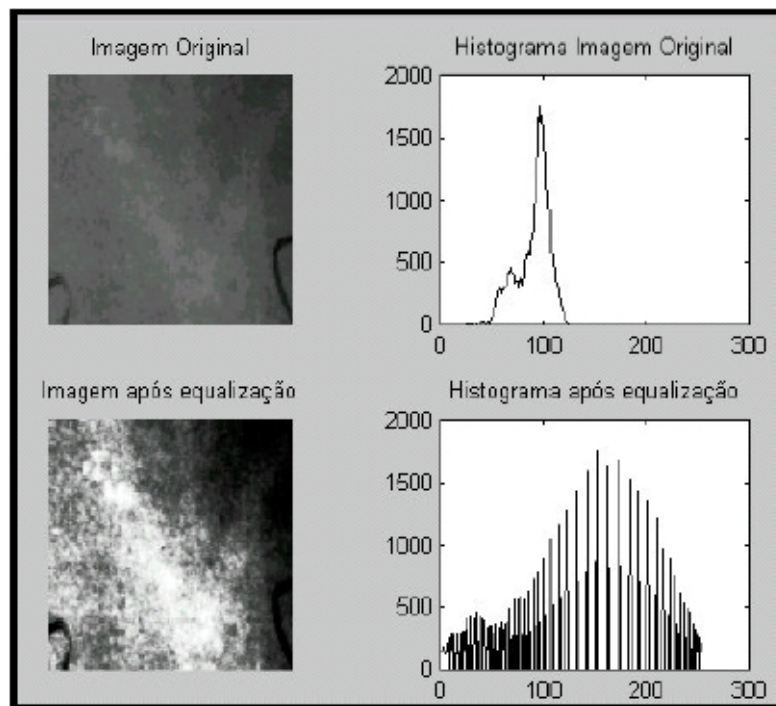 Imagem Original
Histograma Imagem Original
2000
1500
1000
500
0
0 100 200 300
Imagem após equalização
Histograma após equalização
2000
1500
1000
500
0
0 100 200 300